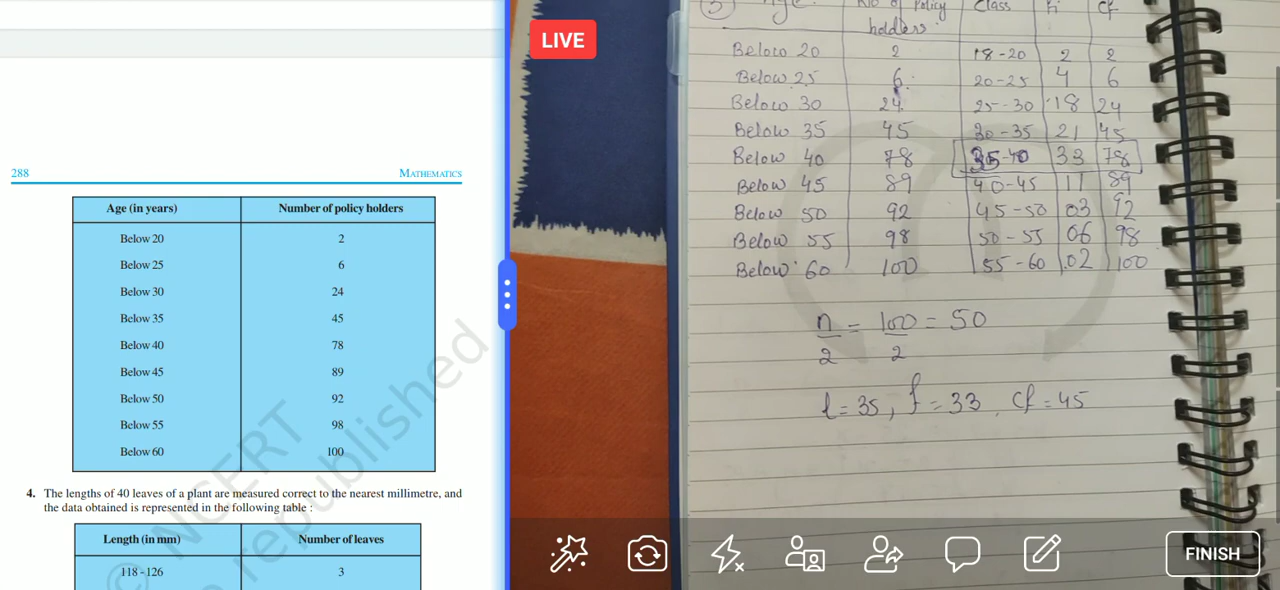 288 MATHEMATICS
Age (in years) Number of policy holders
Below 20 2
Below 25 6
Below 30 24
Below 35 45
Below 40 78
Below 45 89
Below 50 92
Below 55 98
Below 60 100
4. The lengths of 40 leaves of a plant are measured correct to the nearest millimetre, and
the data obtained is represented in the following table :
Length (in mm) Number of leaves
118 - 126 3
© NCERT
republished
LIVE
3 Age No of Policy Class fi cf
holders
Below 20 2 18-20 2 2
Below 25 6 20-25 4 6
Below 30 24 25-30 18 24
Below 35 45 30-35 21 45
Below 40 78 35-40 33 78
Below 45 89 40-45 11 89
Below 50 92 45-50 03 92
Below 55 98 50-55 06 98
Below 60 100 55-60 02 100
n/2 = 100/2 = 50
l = 35, f = 33, cf = 45
FINISH